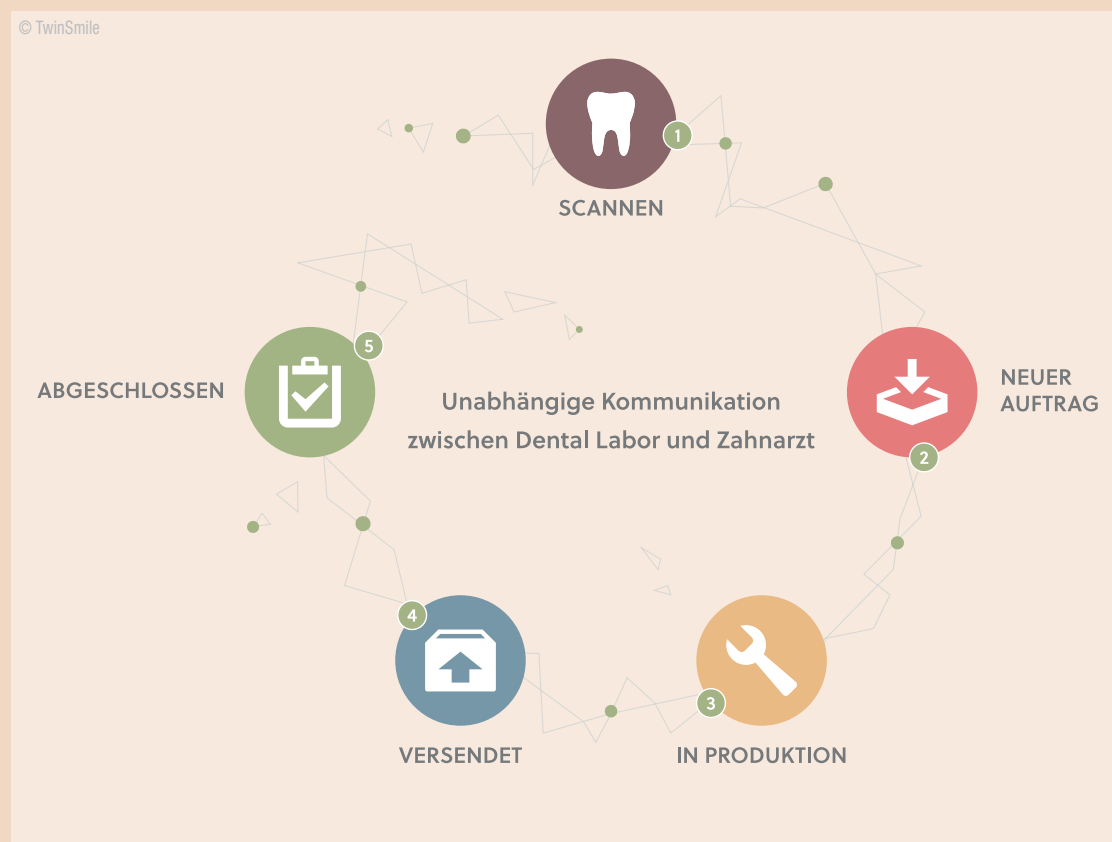 © TwinSmile
1
SCANNEN
5
ABGESCHLOSSEN
NEUER
AUFTRAG
Unabhängige Kommunikation
zwischen Dental Labor und Zahnarzt
2
4
3
VERSENDET
IN PRODUKTION